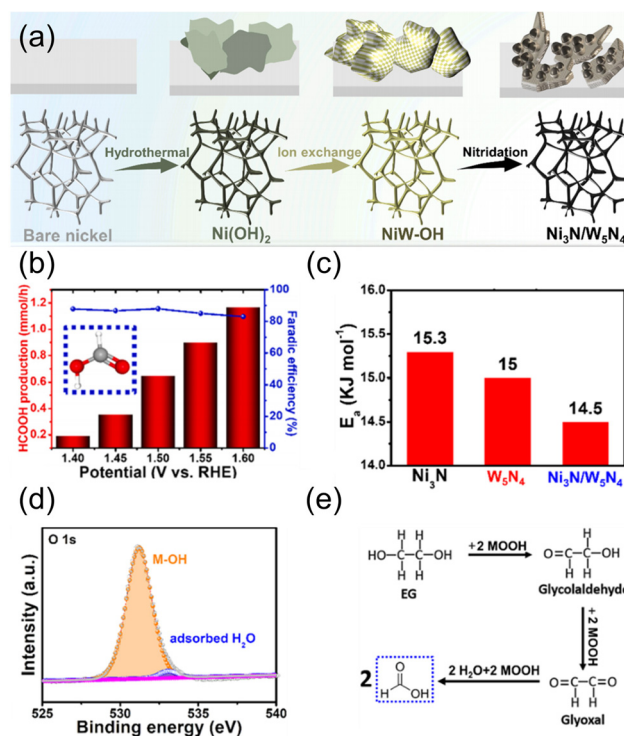 (a)
Hydrothermal
Ion exchange
Nitridation
Bare nickel
Ni(OH)₂
NiW-OH
Ni₃N/W₅N₄
(b)
HCOOH production (mmol/h)
1.2
1.0
0.8
0.6
0.4
0.2
100
80
60
40
20
0
Faradic efficiency (%)
1.40 1.45 1.50 1.55 1.60
Potential (V vs. RHE)
(c)
Eₐ (KJ mol⁻¹)
16.0
15.5
15.0
14.5
14.0
15.3
15
14.5
Ni₃N W₅N₄ Ni₃N/W₅N₄
(d)
O 1s
M-OH
adsorbed H₂O
Intensity (a.u.)
525 530 535 540
Binding energy (eV)
(e)
H H
HO-C-C-OH
H H
EG
+2 MOOH
H
O=C-C-OH
H H
Glycolaldehyde
+ 2 MOOH
O=C-C=O
H H
Glyoxal
2 H₂O+2 MOOH
2
O
H OH